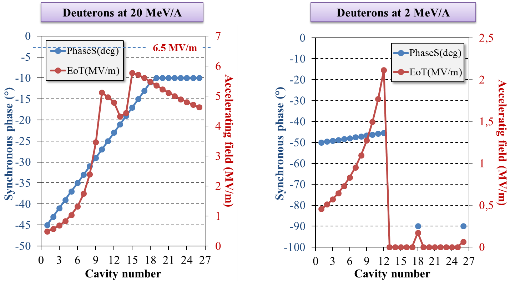 Deuterons at 20 MeV/A
Deuterons at 2 MeV/A
0
-5
-10
-15
-20
-25
-30
-35
-40
-45
-50
Synchronous phase (°)
PhaseS(deg)
EoT(MV/m)
6.5 MV/m
7
6
5
4
3
2
1
0
Accelerating field (MV/m)
0 3 6 9 12 15 18 21 24 27
Cavity number
0
-10
-20
-30
-40
-50
-60
-70
-80
-90
-100
Synchronous phase (°)
PhaseS(deg)
EoT(MV/m)
2,5
2
1,5
1
0,5
0
Accelerating field (MV/m)
0 3 6 9 12 15 18 21 24 27
Cavity number